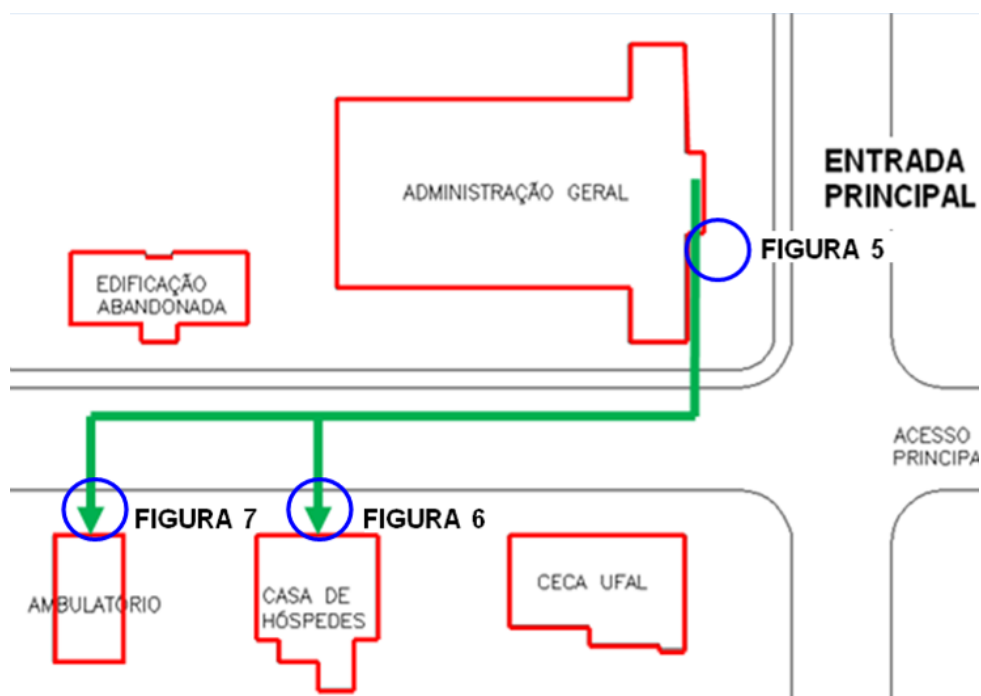 ENTRADA
PRINCIPAL
ADMINISTRAÇÃO GERAL
FIGURA 5
EDIFICAÇÃO
ABANDONADA
ACESSO
PRINCIPA
FIGURA 7
FIGURA 6
CECA UFAL
AMBULATÓRIO
CASA DE
HÓSPEDES